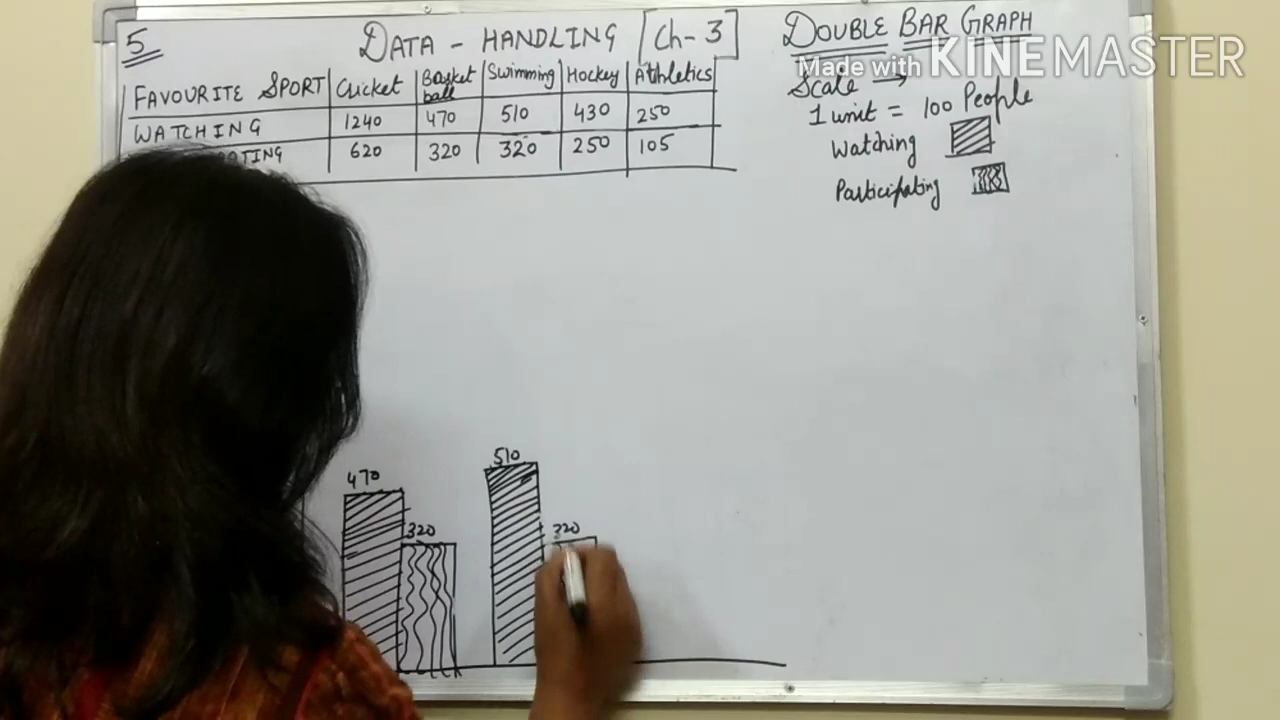 5
DATA - HANDLING [Ch-3]
FAVOURITE SPORT Cricket Basket ball Swimming Hockey Athletics
WATCHING 1240 470 510 430 250
620 320 320 250 105
DOUBLE BAR GRAPH
Made with KINEMASTER
Scale →
1 unit = 100 People
Watching
Participating
470
320
510
320